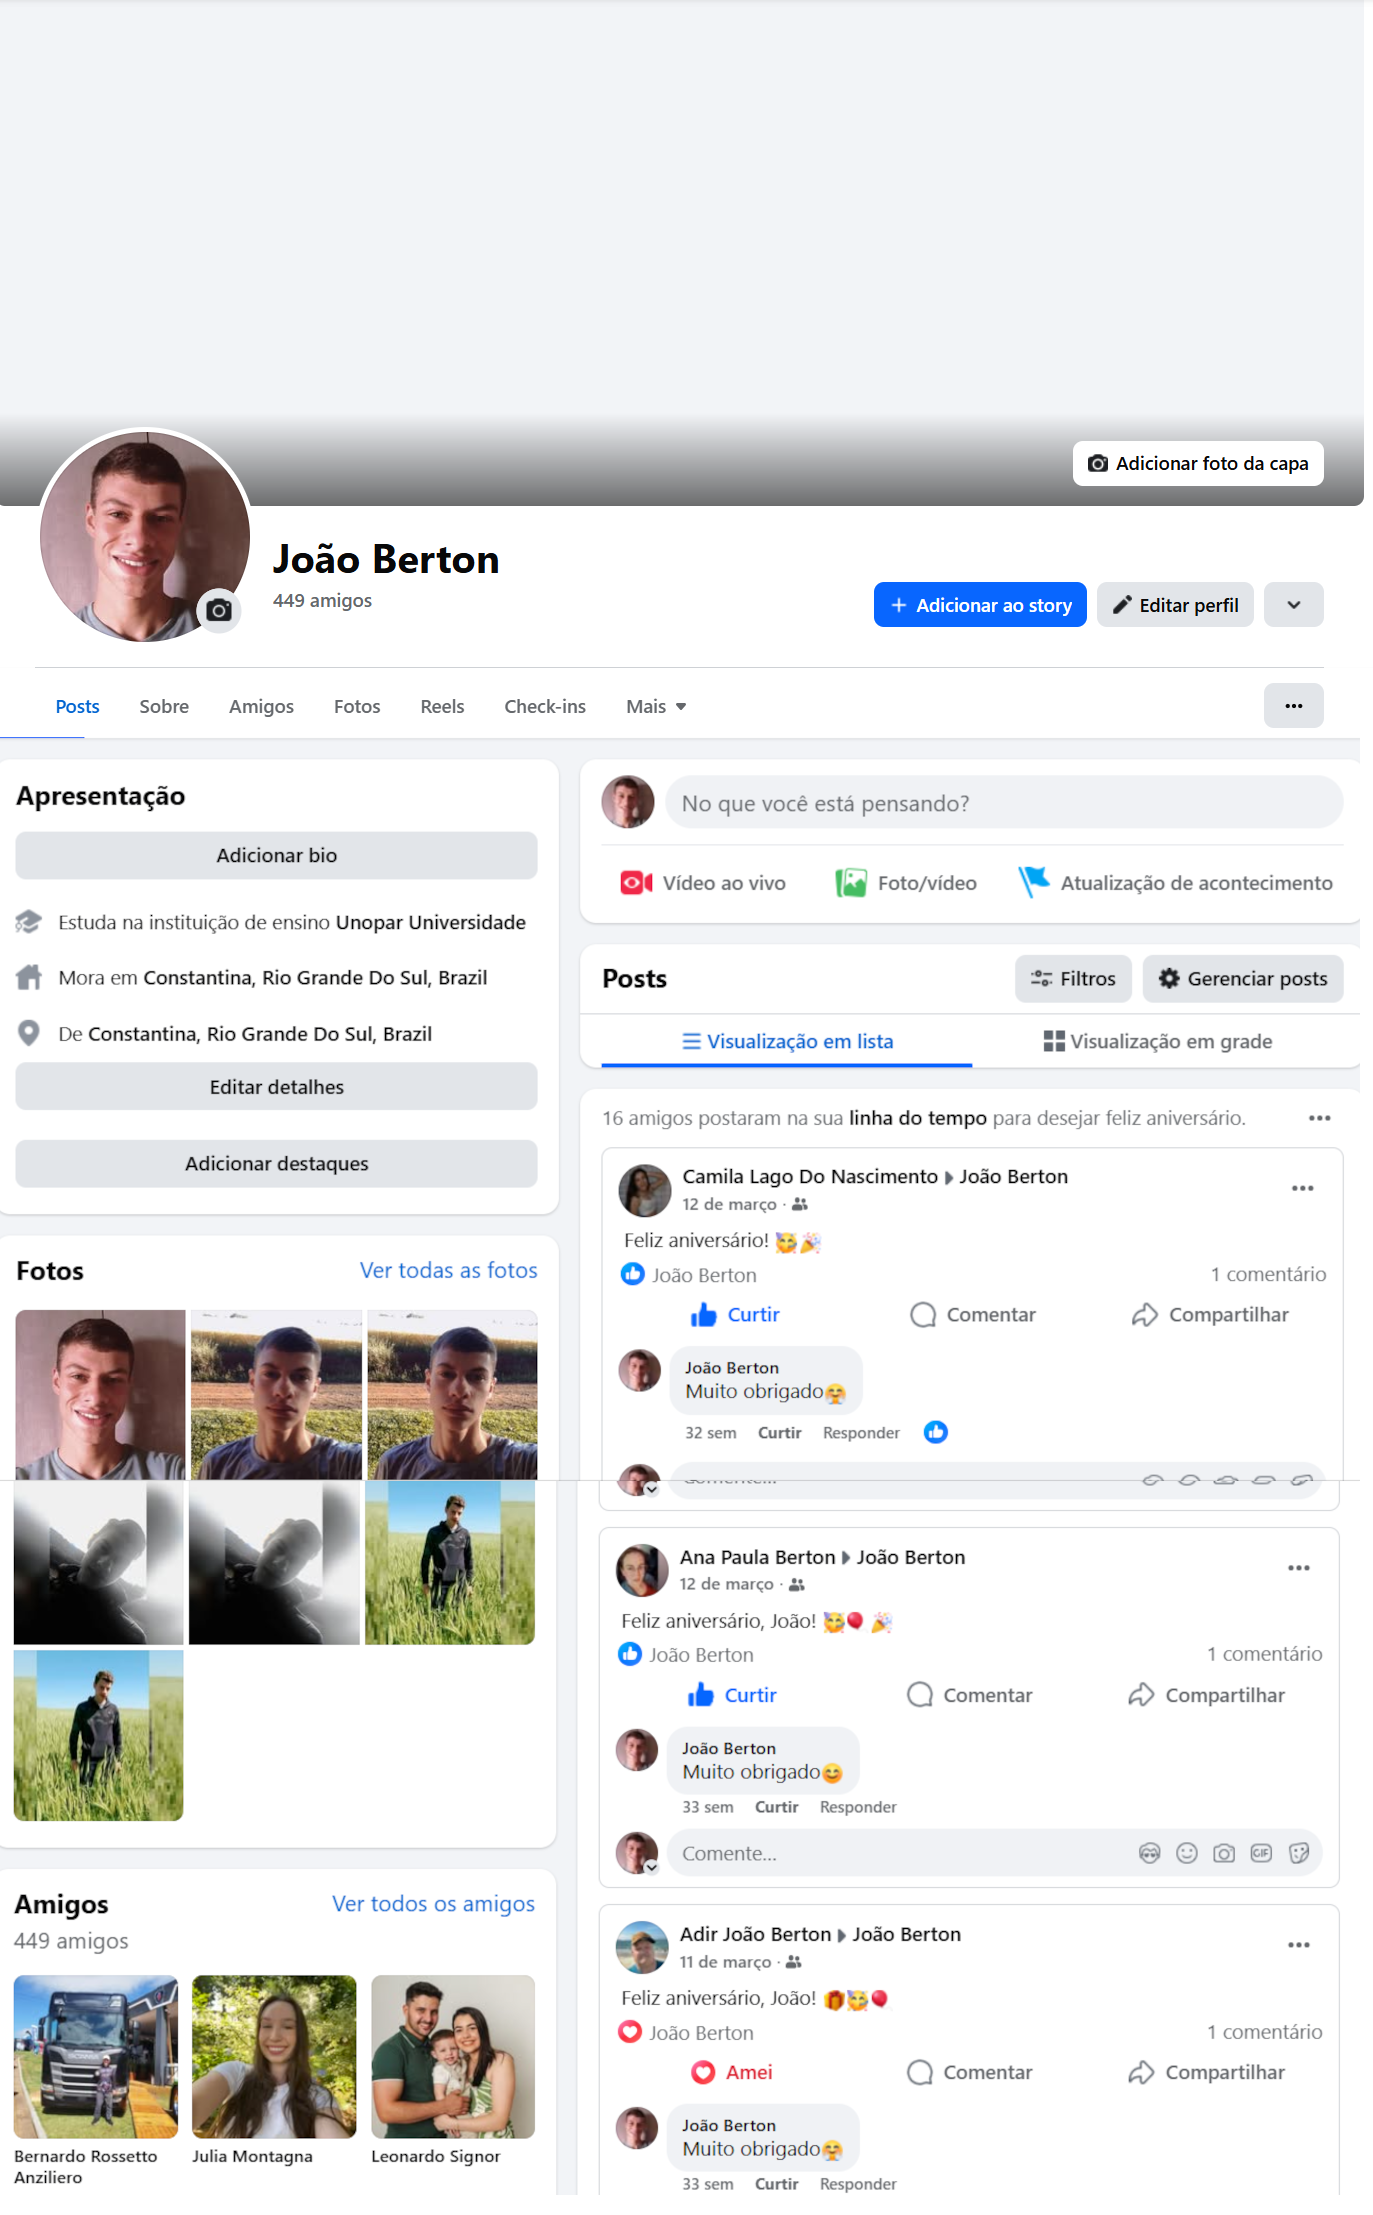 Adicionar foto da capa
João Berton
449 amigos
Adicionar ao story
Editar perfil
Posts
Sobre
Amigos
Fotos
Reels
Check-ins
Mais
Apresentação
Adicionar bio
Estuda na instituição de ensino Unopar Universidade
Mora em Constantina, Rio Grande Do Sul, Brazil
De Constantina, Rio Grande Do Sul, Brazil
Editar detalhes
Adicionar destaques
Fotos
Ver todas as fotos
Amigos
Ver todos os amigos
449 amigos
Bernardo Rossetto
Anziliero
Julia Montagna
Leonardo Signor
No que você está pensando?
Vídeo ao vivo
Foto/vídeo
Atualização de acontecimento
Posts
Filtros
Gerenciar posts
Visualização em lista
Visualização em grade
16 amigos postaram na sua linha do tempo para desejar feliz aniversário.
Camila Lago Do Nascimento João Berton
12 de março ·
Feliz aniversário! 🥳🎉
João Berton
1 comentário
Curtir
Comentar
Compartilhar
João Berton
Muito obrigado🤗
32 sem Curtir Responder
Ana Paula Berton João Berton
12 de março ·
Feliz aniversário, João! 🥳🎈 🎉
João Berton
1 comentário
Curtir
Comentar
Compartilhar
João Berton
Muito obrigado😊
33 sem Curtir Responder
Comente...
GIF
Adir João Berton João Berton
11 de março ·
Feliz aniversário, João! 🎁🥳🎈
João Berton
1 comentário
Amei
Comentar
Compartilhar
João Berton
Muito obrigado🤗
33 sem Curtir Responder